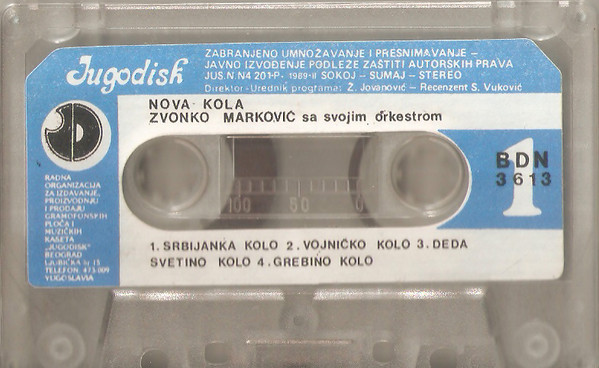 Jugodisk
ZABRANJENO UMNOŽAVANJE I PRESNIMAVANJE –
JAVNO IZVOĐENJE PODLEŽE ZAŠTITI AUTORSKIH PRAVA
JUS.N.N4 201-P- 1989-II SOKOJ – SUMAJ – STEREO
Direktor-Urednik programa: Ž. Jovanović – Recenzent S. Vuković
NOVA KOLA
ZVONKO MARKOVIĆ sa svojim orkestrom
RADNA
ORGANIZACIJA
ZA IZDAVANJE,
PROIZVODNJU
I PRODAJU
GRAMOFONSKIH
PLOČA I
MUZIČKIH
KASETA
„JUGODISK"
BEOGRAD
LJ. BIČKA 15
TELEFON. 413-009
YUGOSLAVIA
BDN
3613
1
100 50 0
1. SRBIJANKA KOLO 2. VOJNIČKO KOLO 3. DEDA
SVETINO KOLO 4. GREBINO KOLO